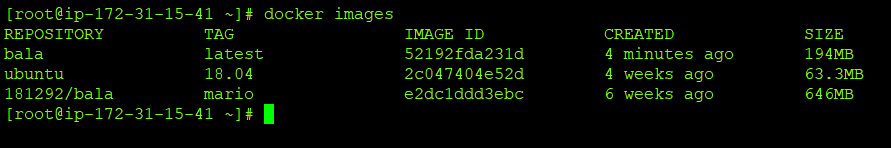 [root@ip-172-31-15-41 ~]# docker images
REPOSITORY          TAG                 IMAGE ID            CREATED             SIZE
bala                latest              52192fda231d        4 minutes ago       194MB
ubuntu              18.04               2c047404e52d        4 weeks ago         63.3MB
181292/bala         mario               e2dc1ddd3ebc        6 weeks ago         646MB
[root@ip-172-31-15-41 ~]#